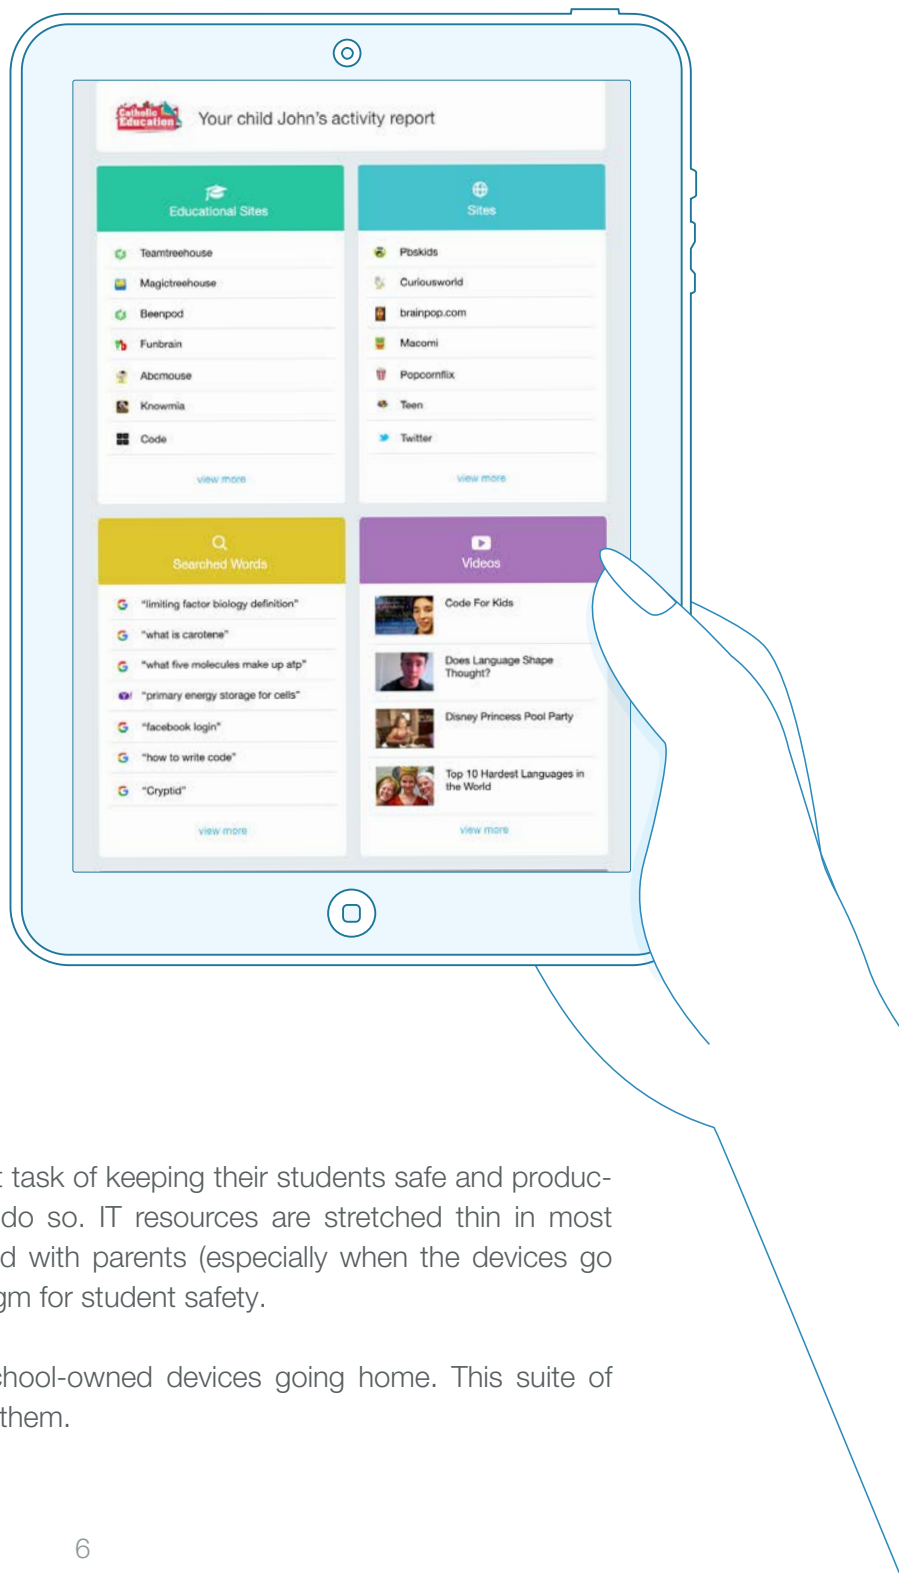 Catholic
Education
Your child John's activity report
Educational Sites
Teamtreehouse
Magictreehouse
Beenpod
Funbrain
Abcmouse
Knowmia
Code
view more
Sites
Pbskids
Curiousworld
brainpop.com
Macomi
Popcornflix
Teen
Twitter
view more
Searched Words
"limiting factor biology definition"
"what is carotene"
"what five molecules make up atp"
"primary energy storage for cells"
"facebook login"
"how to write code"
"Cryptid"
view more
Videos
Code For Kids
Does Language Shape
Thought?
Disney Princess Pool Party
Top 10 Hardest Languages in
the World
view more
t task of keeping their students safe and produc-
do so. IT resources are stretched thin in most
d with parents (especially when the devices go
gm for student safety.
chool-owned devices going home. This suite of
them.
6